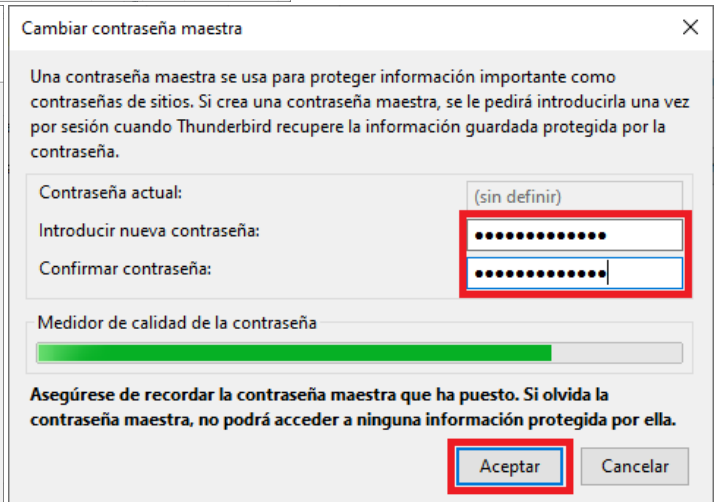 Cambiar contraseña maestra
Una contraseña maestra se usa para proteger información importante como
contraseñas de sitios. Si crea una contraseña maestra, se le pedirá introducirla una vez
por sesión cuando Thunderbird recupere la información guardada protegida por la
contraseña.
Contraseña actual: (sin definir)
Introducir nueva contraseña: •••••••••••••
Confirmar contraseña: •••••••••••••
Medidor de calidad de la contraseña
Asegúrese de recordar la contraseña maestra que ha puesto. Si olvida la
contraseña maestra, no podrá acceder a ninguna información protegida por ella.
Aceptar Cancelar